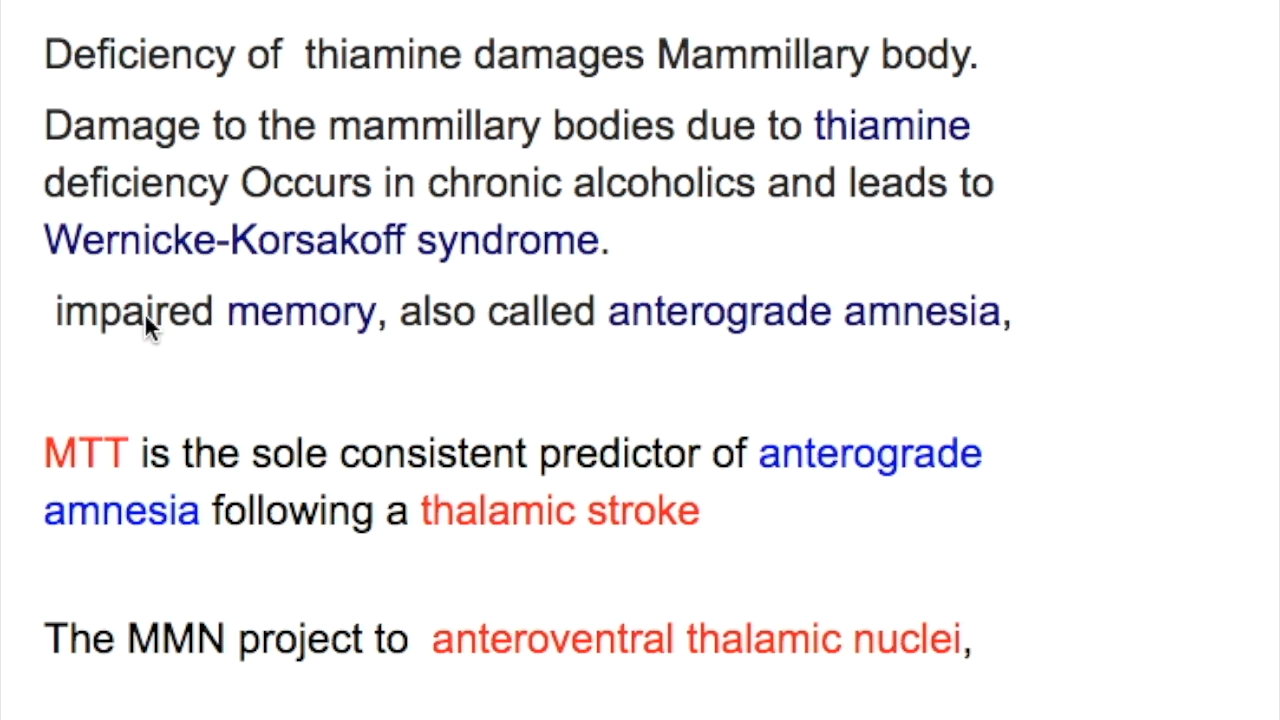 Deficiency of  thiamine damages Mammillary body.
Damage to the mammillary bodies due to thiamine
deficiency Occurs in chronic alcoholics and leads to
Wernicke-Korsakoff syndrome.
impaired memory, also called anterograde amnesia,
MTT is the sole consistent predictor of anterograde
amnesia following a thalamic stroke
The MMN project to  anteroventral thalamic nuclei,